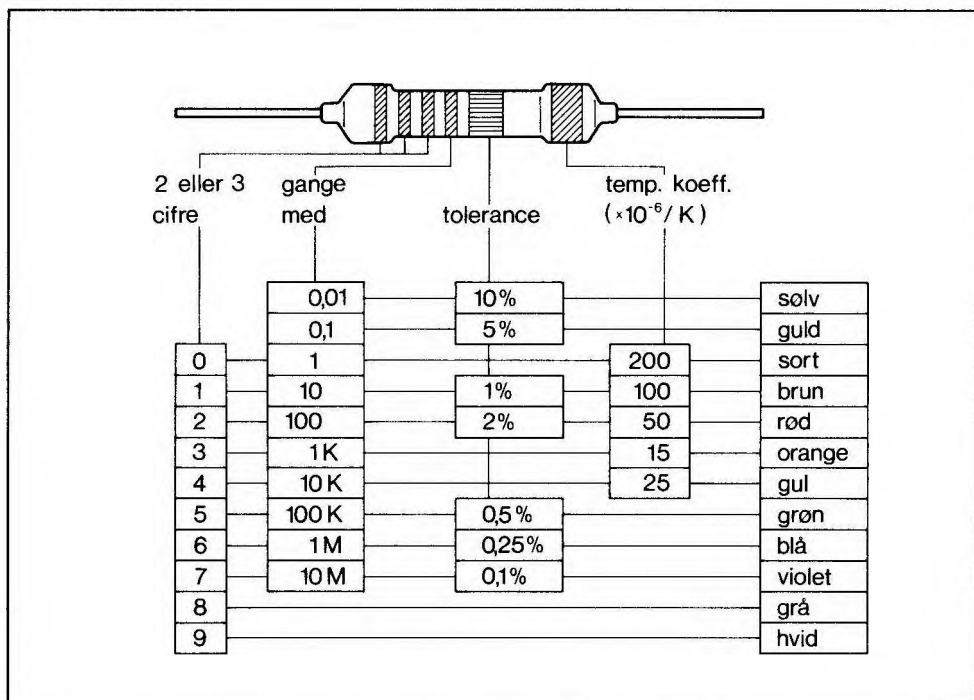 2 eller 3 gange temp. koeff.
cifre med tolerance (×10⁻⁶/ K )
0,01 10% sølv
0,1 5% guld
0 1 200 sort
1 10 1% 100 brun
2 100 2% 50 rød
3 1K 15 orange
4 10 K 25 gul
5 100 K 0,5% grøn
6 1M 0,25% blå
7 10 M 0,1% violet
8 grå
9 hvid